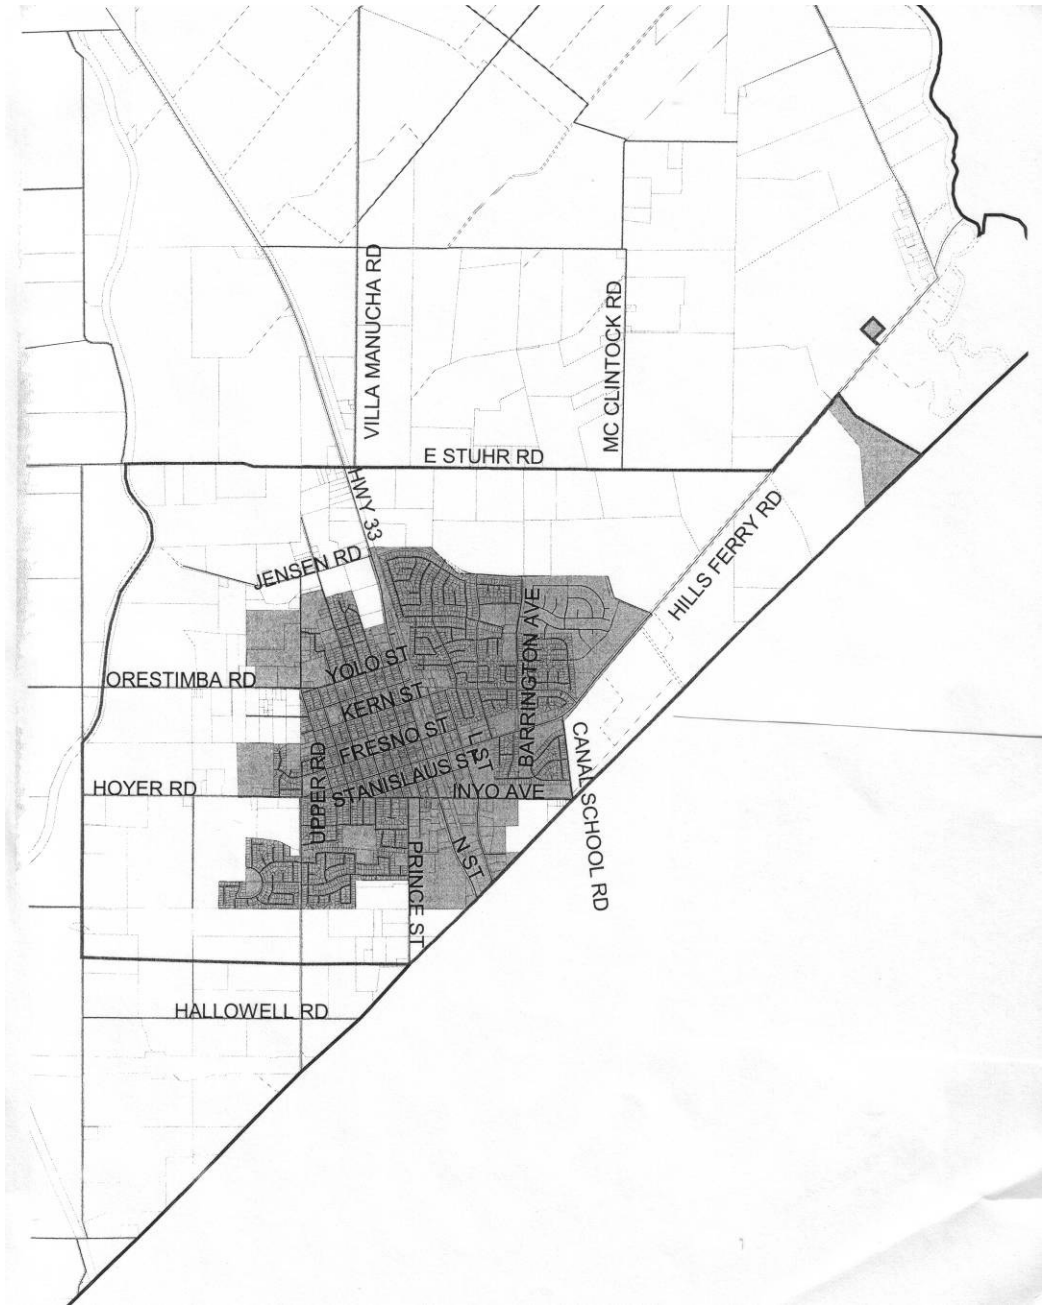 VILLA MANUCHA RD
MC CLINTOCK RD
E STUHR RD
HWY 33
HILLS FERRY RD
JENSEN RD
BARRINGTON AVE
YOLO ST
ORESTIMBA RD
KERN ST
FRESNO ST
L ST
CANAL SCHOOL RD
UPPER RD
STANISLAUS ST
HOYER RD
INYO AVE
N ST
PRINCE ST
HALLOWELL RD